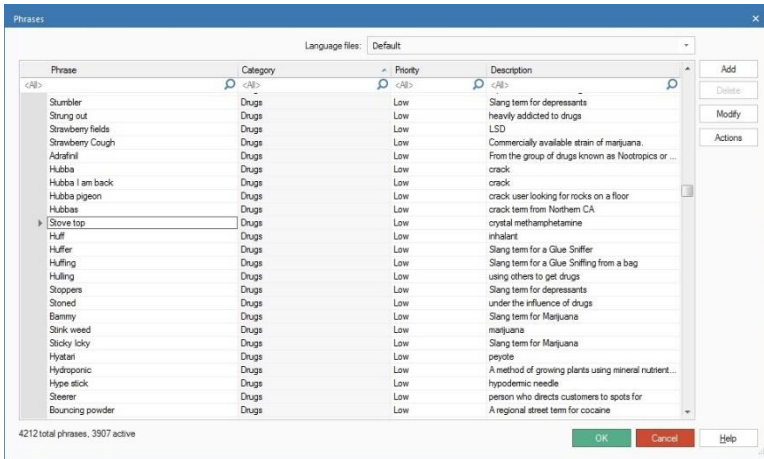 Phrases
Language files: Default
Phrase Category Priority Description
<All> <All> <All> <All>
Stumbler Drugs Low Slang term for depressants
Strung out Drugs Low heavily addicted to drugs
Strawberry fields Drugs Low LSD
Strawberry Cough Drugs Low Commercially available strain of marijuana.
Adrafinil Drugs Low From the group of drugs known as Nootropics or ...
Hubba Drugs Low crack
Hubba I am back Drugs Low crack
Hubba pigeon Drugs Low crack user looking for rocks on a floor
Hubbas Drugs Low crack term from Northern CA
Stove top Drugs Low crystal methamphetamine
Huff Drugs Low inhalant
Huffer Drugs Low Slang term for a Glue Sniffer
Huffing Drugs Low Slang term for a Glue Sniffing from a bag
Hulling Drugs Low using others to get drugs
Stoppers Drugs Low Slang term for depressants
Stoned Drugs Low under the influence of drugs
Bammy Drugs Low Slang term for Marijuana
Stink weed Drugs Low marijuana
Sticky Icky Drugs Low Slang term for Marijuana
Hyatari Drugs Low peyote
Hydroponic Drugs Low A method of growing plants using mineral nutrient...
Hype stick Drugs Low hypodermic needle
Steerer Drugs Low person who directs customers to spots for
Bouncing powder Drugs Low A regional street term for cocaine
Add
Delete
Modify
Actions
4212 total phrases, 3907 active
OK Cancel Help